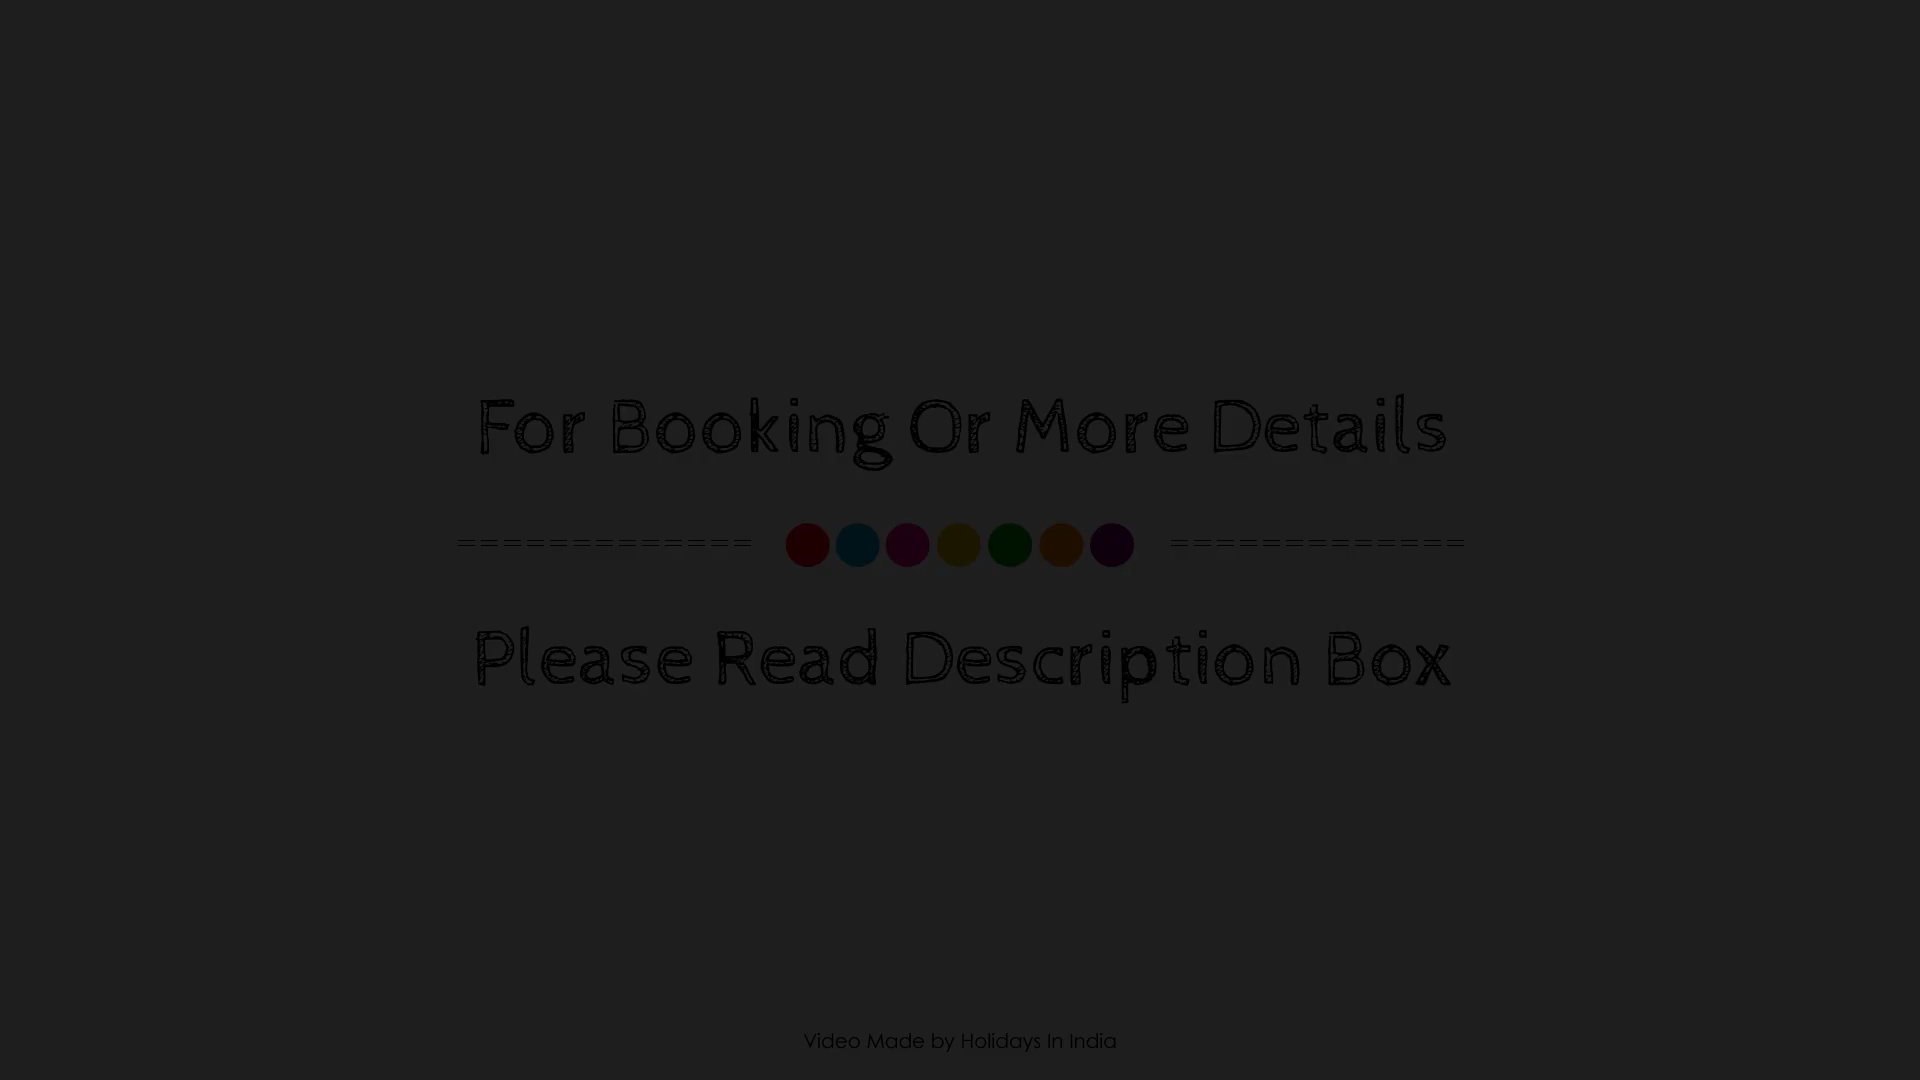 For Booking Or More Details
============= =============
Please Read Description Box
Video Made by Holidays In India